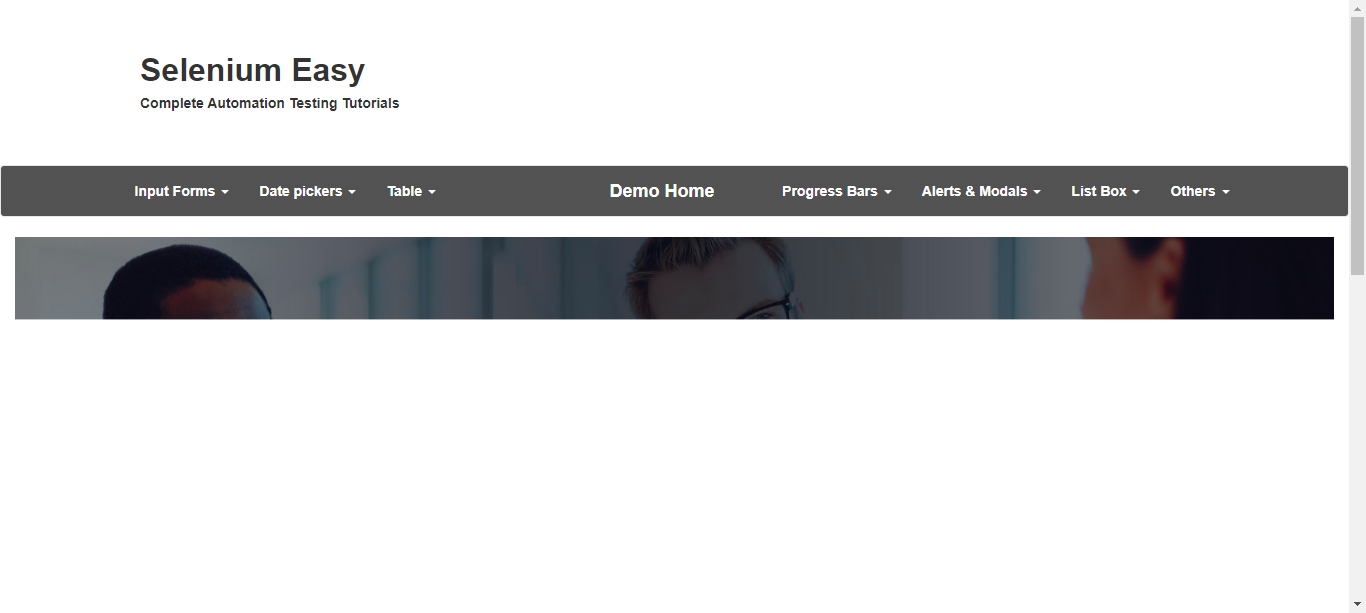 Selenium Easy
Complete Automation Testing Tutorials
Input Forms Date pickers Table Demo Home Progress Bars Alerts & Modals List Box Others